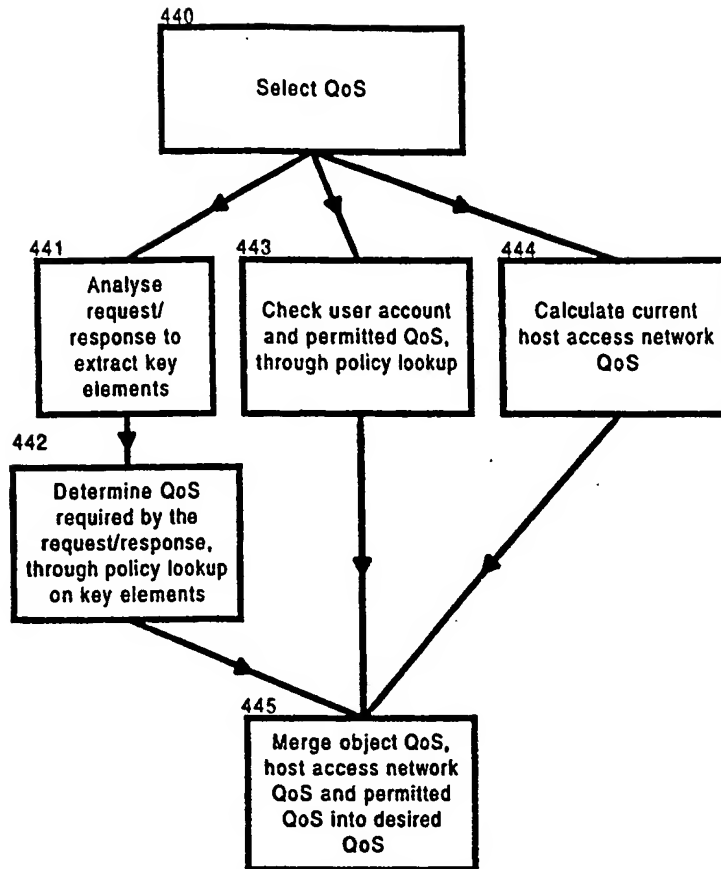 440
Select QoS
441
Analyse
request/
response to
extract key
elements
443
Check user account
and permitted QoS,
through policy lookup
444
Calculate current
host access network
QoS
442
Determine QoS
required by the
request/response,
through policy lookup
on key elements
445
Merge object QoS,
host access network
QoS and permitted
QoS into desired
QoS